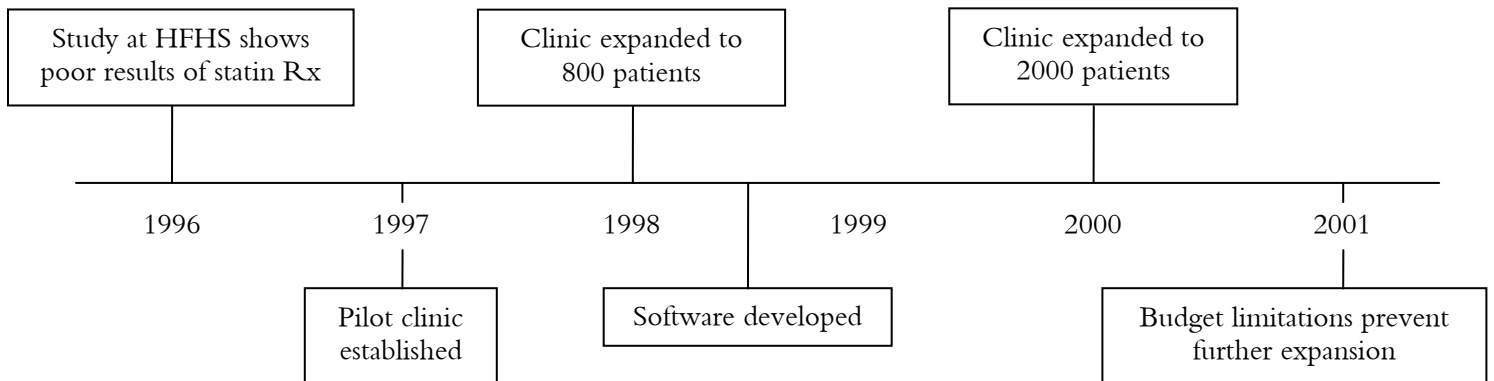 Study at HFHS shows
poor results of statin Rx
Clinic expanded to
800 patients
Clinic expanded to
2000 patients
1996
1997
1998
1999
2000
2001
Pilot clinic
established
Software developed
Budget limitations prevent
further expansion